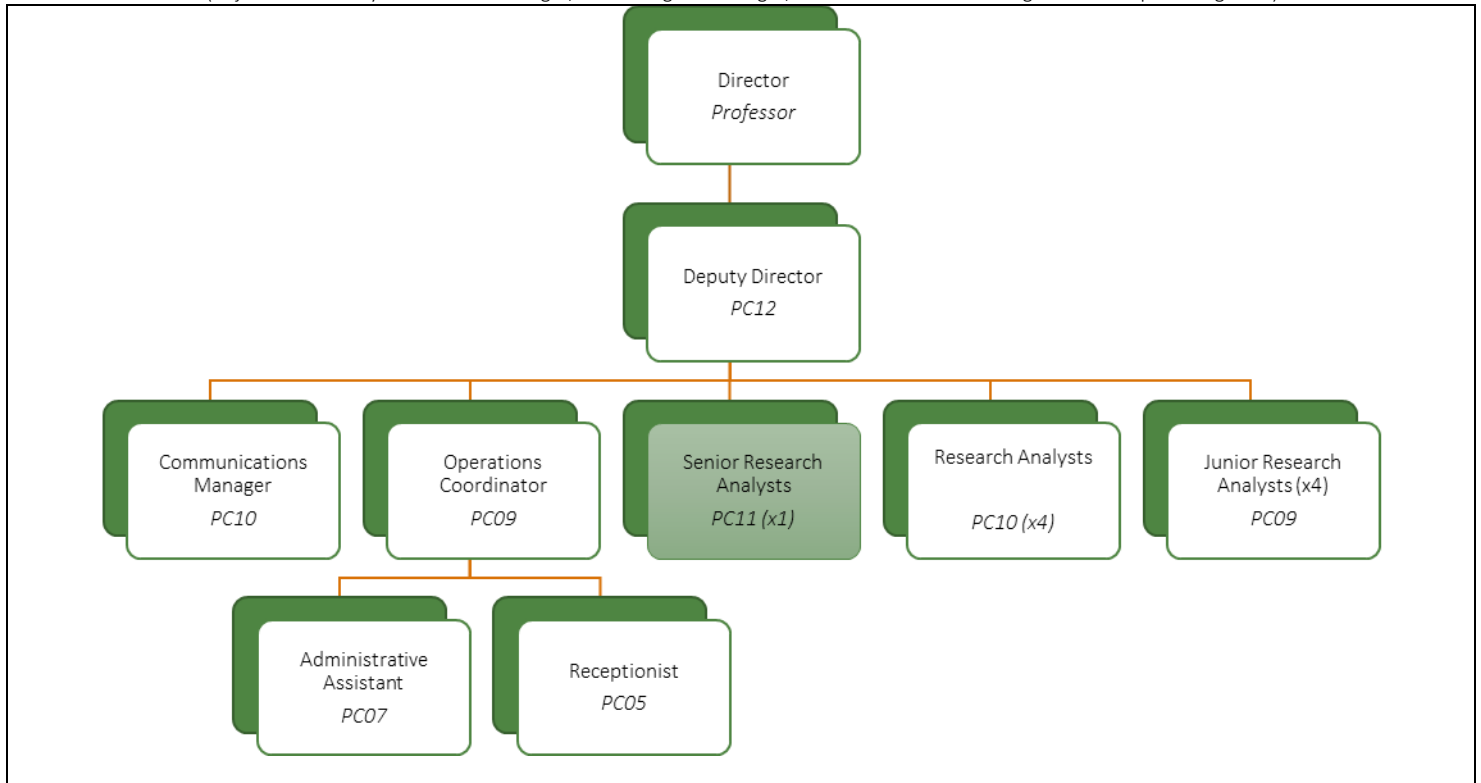 Director
Professor
Deputy Director
PC12
Communications
Manager
PC10
Operations
Coordinator
PC09
Senior Research
Analysts
PC11 (x1)
Research Analysts
PC10 (x4)
Junior Research
Analysts (x4)
PC09
Administrative
Assistant
PC07
Receptionist
PC05